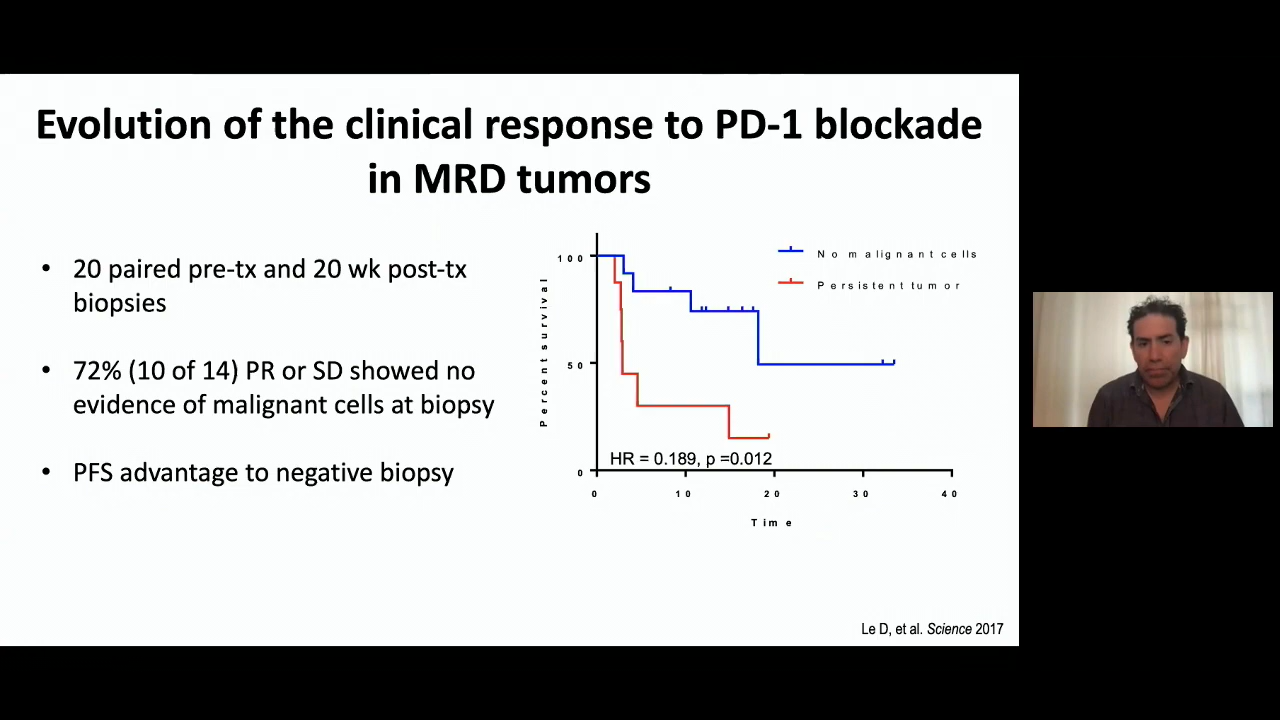 Evolution of the clinical response to PD-1 blockade
in MRD tumors
• 20 paired pre-tx and 20 wk post-tx
biopsies
• 72% (10 of 14) PR or SD showed no
evidence of malignant cells at biopsy
• PFS advantage to negative biopsy
Percent survival
100
50
0
No malignant cells
Persistent tumor
HR = 0.189, p =0.012
0 10 20 30 40
Time
Le D, et al. Science 2017